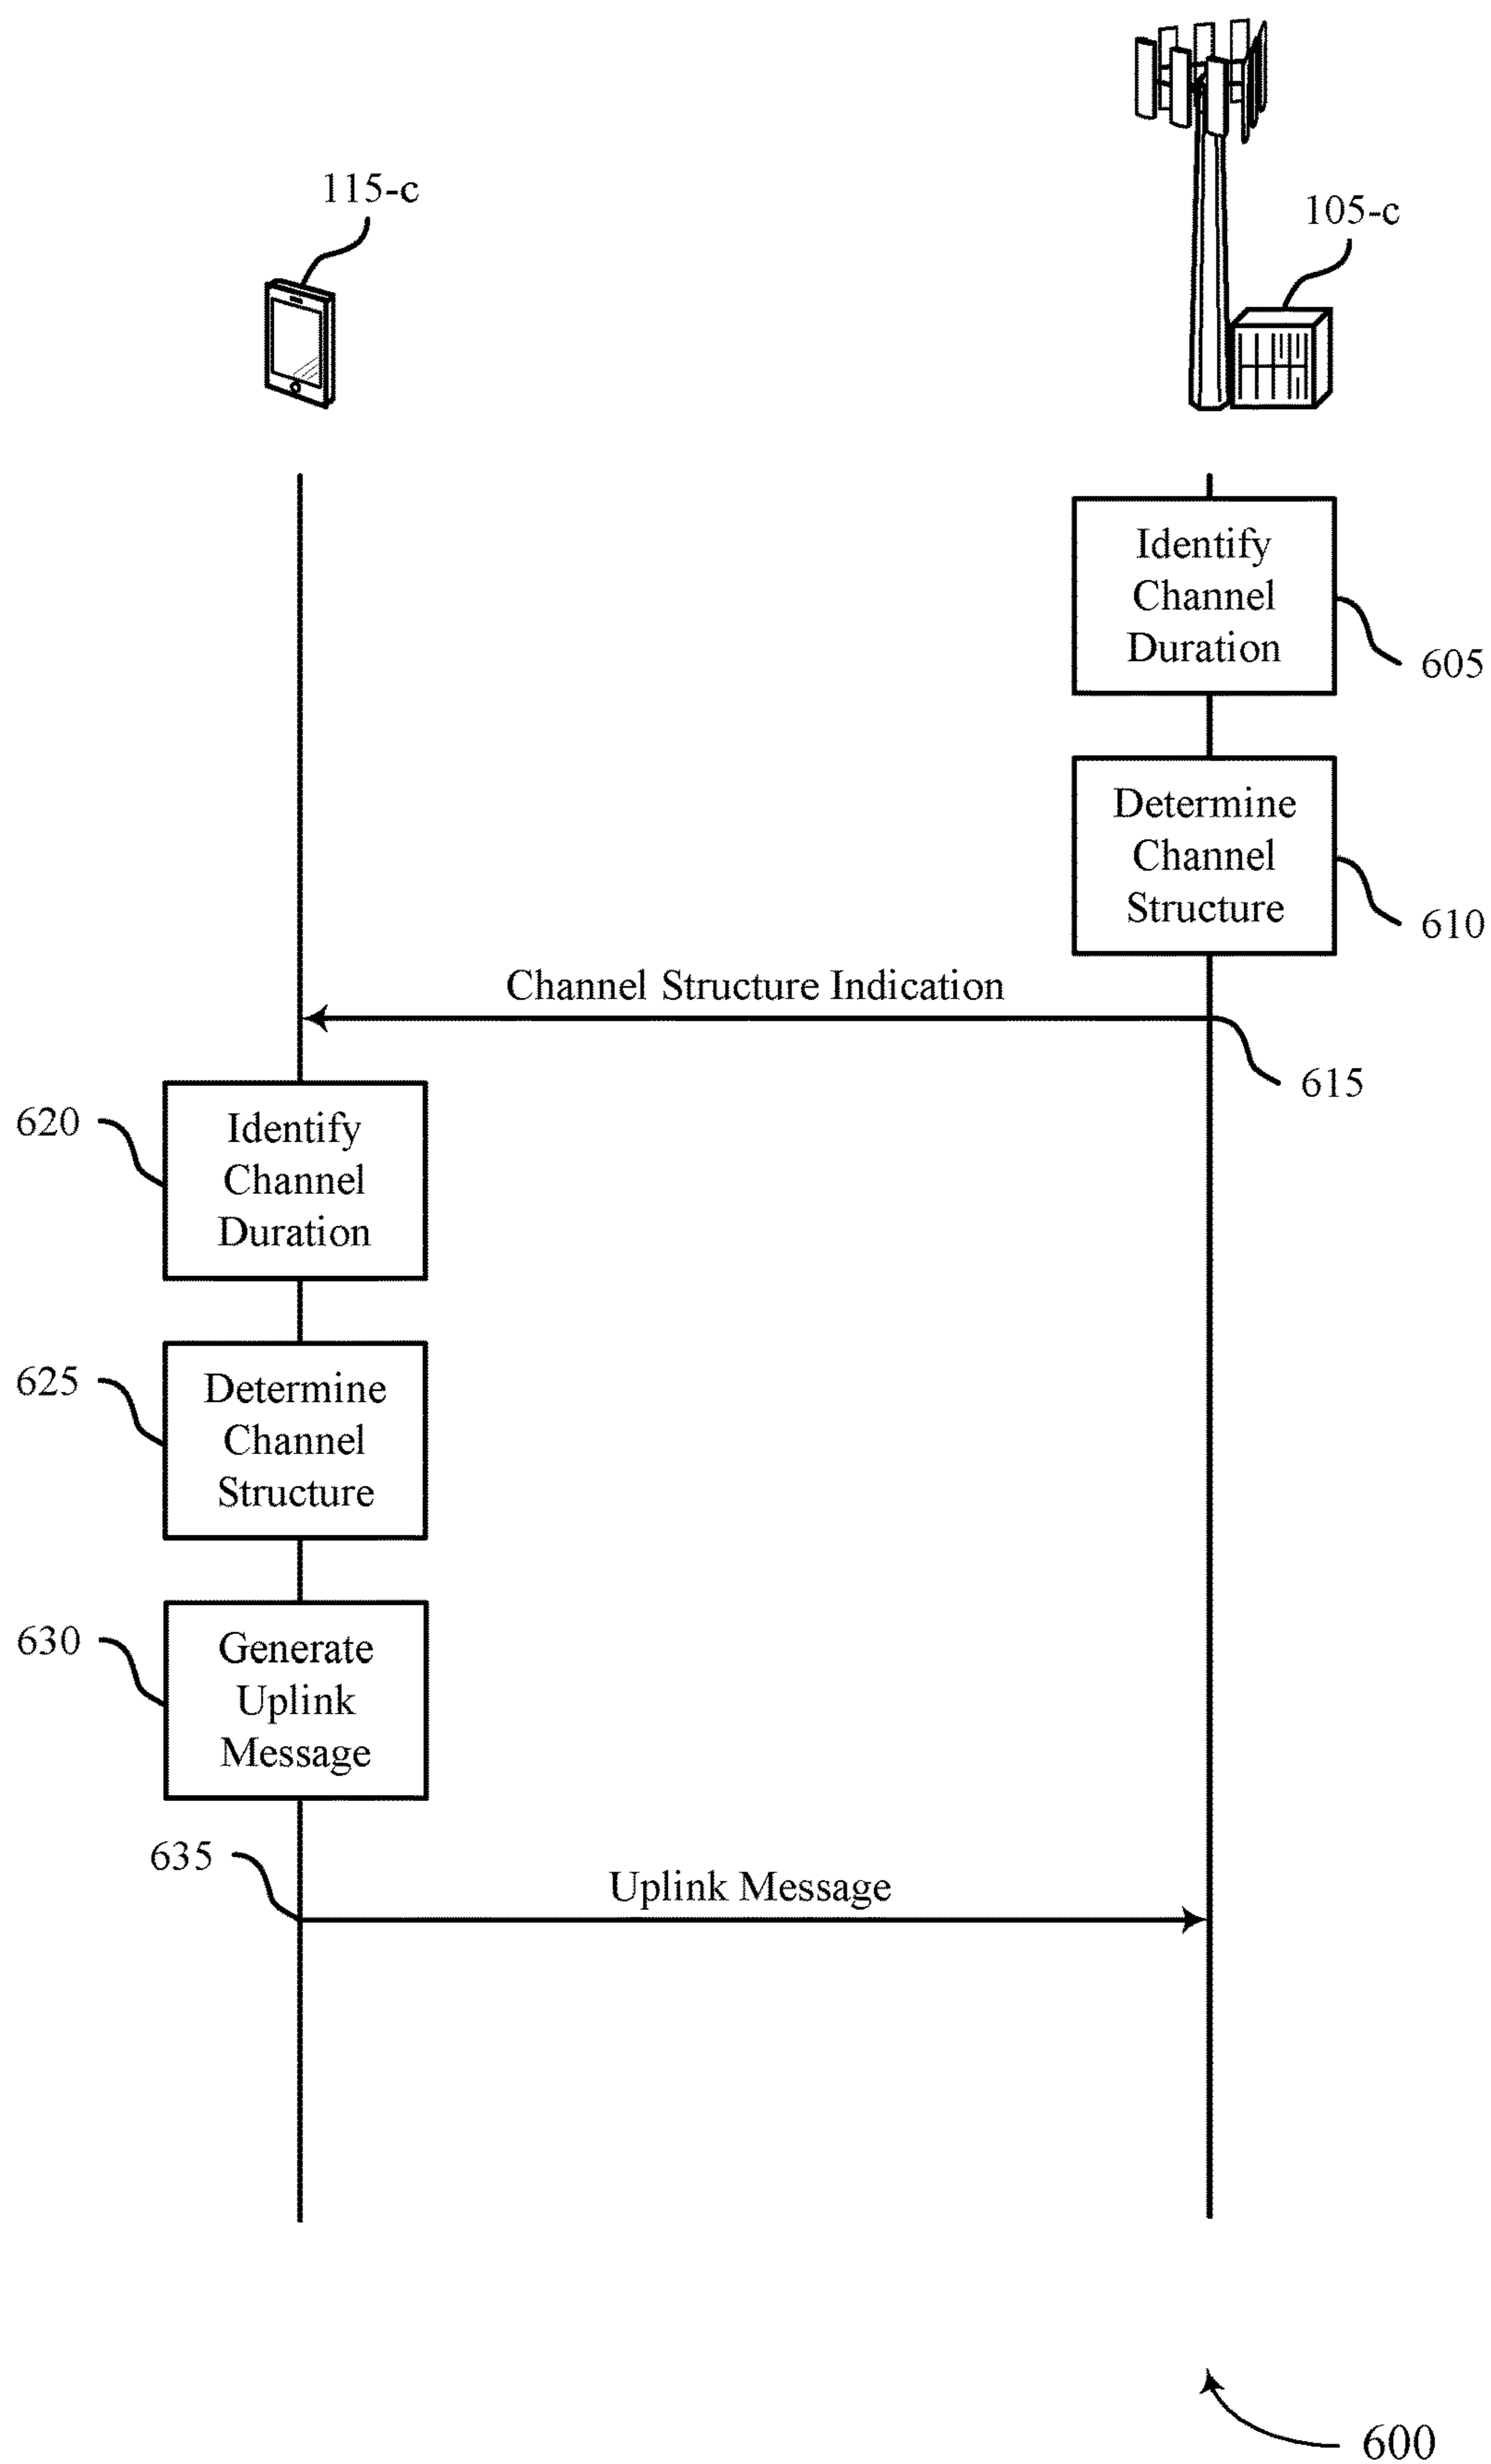 115-c
105-c
Identify
Channel
Duration
605
Determine
Channel
Structure
610
Channel Structure Indication
615
620
Identify
Channel
Duration
625
Determine
Channel
Structure
630
Generate
Uplink
Message
635
Uplink Message
600